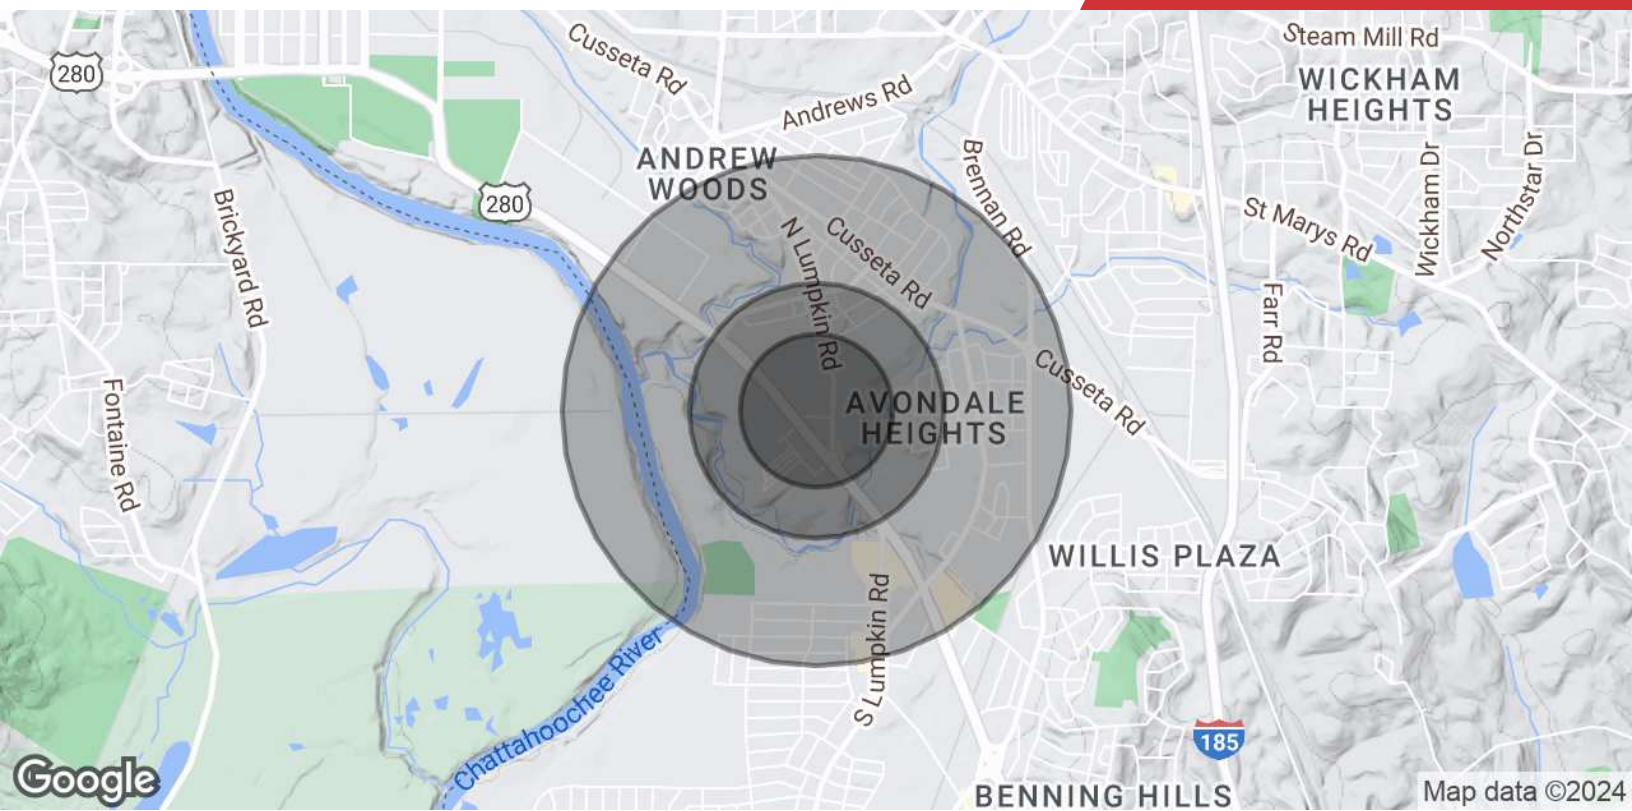 Steam Mill Rd
Cusseta Rd
280
WICKHAM
HEIGHTS
Andrews Rd
ANDREW
WOODS
Brennan Rd
Wickham Dr
Northstar Dr
280
Brickyard Rd
N Lumpkin Rd
Cusseta Rd
St Marys Rd
Farr Rd
Fontaine Rd
Cusseta Rd
AVONDALE
HEIGHTS
WILLIS PLAZA
S Lumpkin Rd
Chattahoochee River
185
Google
BENNING HILLS
Map data ©2024